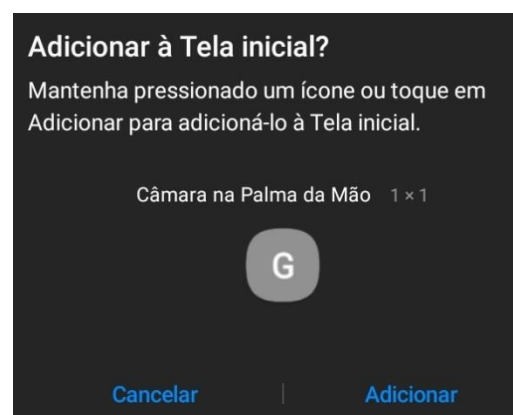 Adicionar à Tela inicial?
Mantenha pressionado um ícone ou toque em
Adicionar para adicioná-lo à Tela inicial.
Câmara na Palma da Mão 1 × 1
G
Cancelar
Adicionar